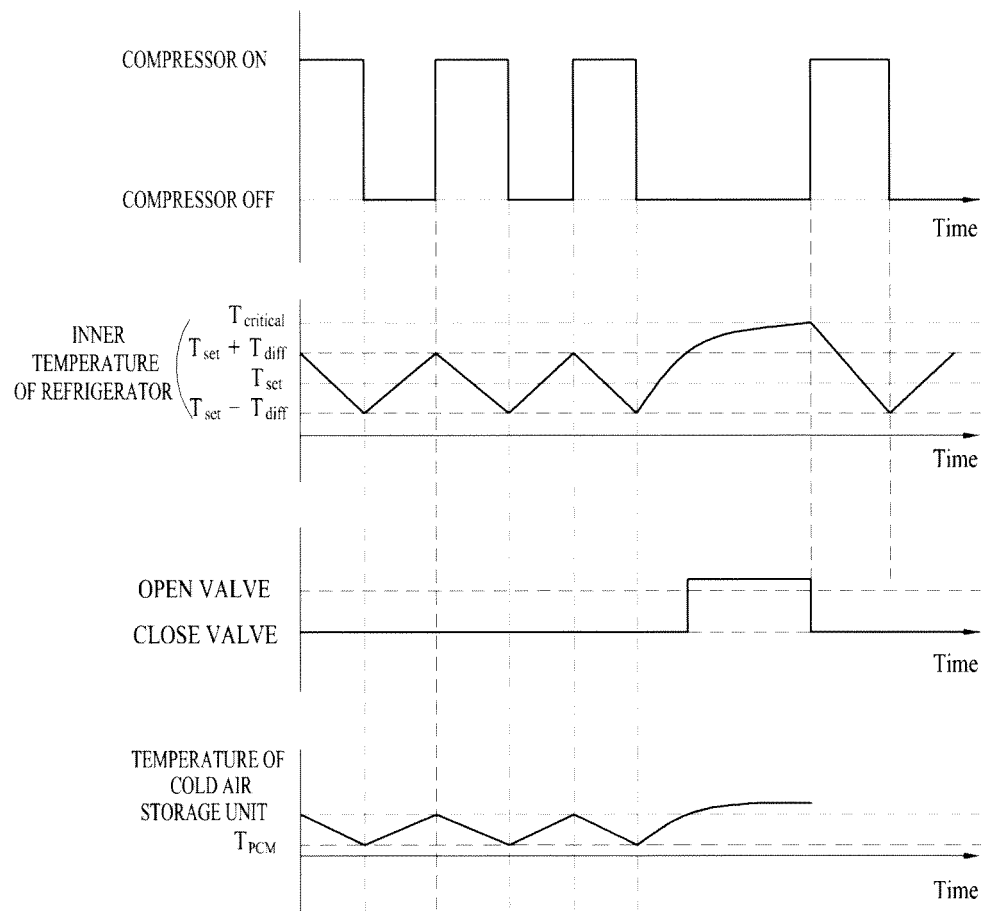 COMPRESSOR ON
COMPRESSOR OFF
Time
INNER
TEMPERATURE
OF REFRIGERATOR
T critical
T set + T diff
T set
T set − T diff
Time
OPEN VALVE
CLOSE VALVE
Time
TEMPERATURE OF
COLD AIR
STORAGE UNIT
T PCM
Time